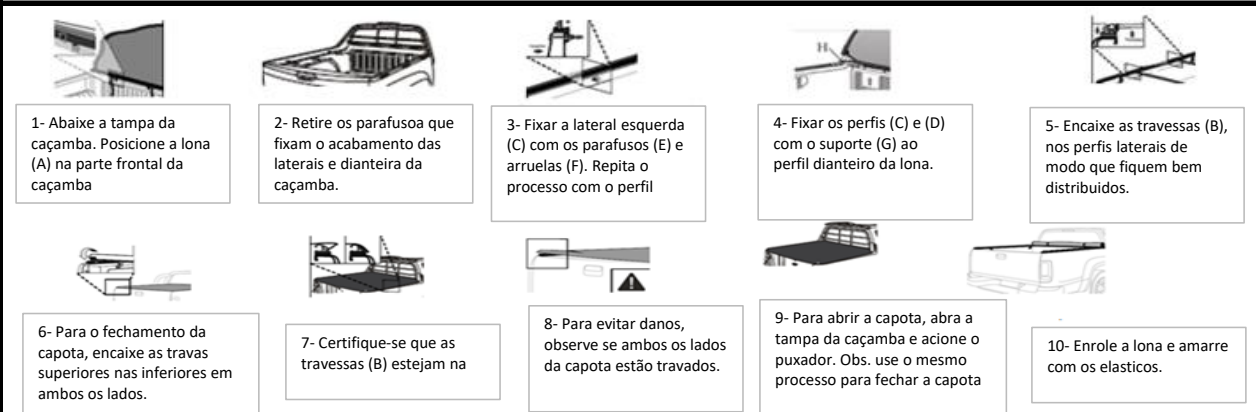 1- Abaixe a tampa da
caçamba. Posicione a lona
(A) na parte frontal da
caçamba
2- Retire os parafusoa que
fixam o acabamento das
laterais e dianteira da
caçamba.
3- Fixar a lateral esquerda
(C) com os parafusos (E) e
arruelas (F). Repita o
processo com o perfil
H
4- Fixar os perfis (C) e (D)
com o suporte (G) ao
perfil dianteiro da lona.
5- Encaixe as travessas (B),
nos perfis laterais de
modo que fiquem bem
distribuidos.
6- Para o fechamento da
capota, encaixe as travas
superiores nas inferiores em
ambos os lados.
7- Certifique-se que as
travessas (B) estejam na
8- Para evitar danos,
observe se ambos os lados
da capota estão travados.
9- Para abrir a capota, abra a
tampa da caçamba e acione o
puxador. Obs. use o mesmo
processo para fechar a capota
10- Enrole a lona e amarre
com os elasticos.